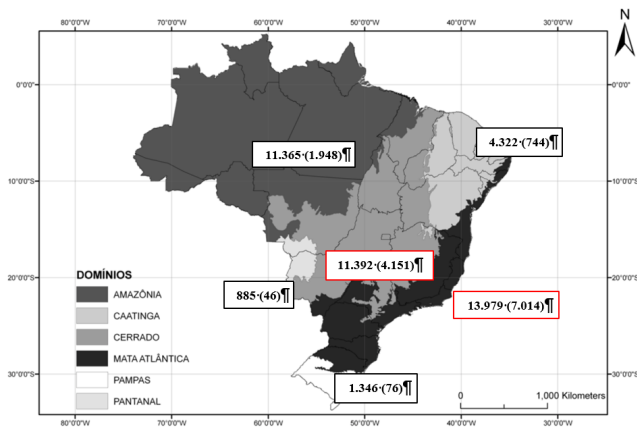 80°0'0"W 70°0'0"W 60°0'0"W 50°0'0"W 40°0'0"W 30°0'0"W
N
0°0'0" 0°0'0"
4.322·(744)¶
11.365·(1.948)¶
10°0'0"S 10°0'0"S
11.392·(4.151)¶
20°0'0"S 20°0'0"S
DOMÍNIOS
885·(46)¶
13.979·(7.014)¶
AMAZÔNIA
CAATINGA
CERRADO
MATA ATLÂNTICA
PAMPAS
PANTANAL
30°0'0"S 30°0'0"S
1.346·(76)¶
0 1,000 Kilometers
80°0'0"W 70°0'0"W 60°0'0"W 50°0'0"W 40°0'0"W 30°0'0"W